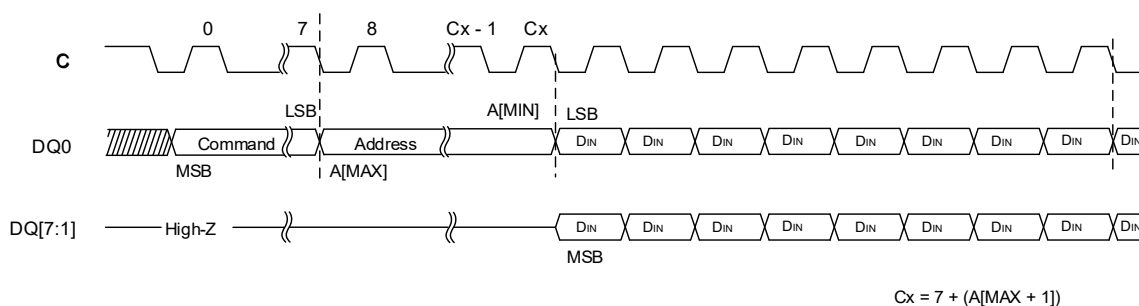 0 7 8 Cx - 1 Cx
C
LSB A[MIN] LSB
DQ0 Command Address DIN DIN DIN DIN DIN DIN DIN DIN DIN
MSB A[MAX]
DQ[7:1] High-Z DIN DIN DIN DIN DIN DIN DIN DIN DIN
MSB
Cx = 7 + (A[MAX + 1])